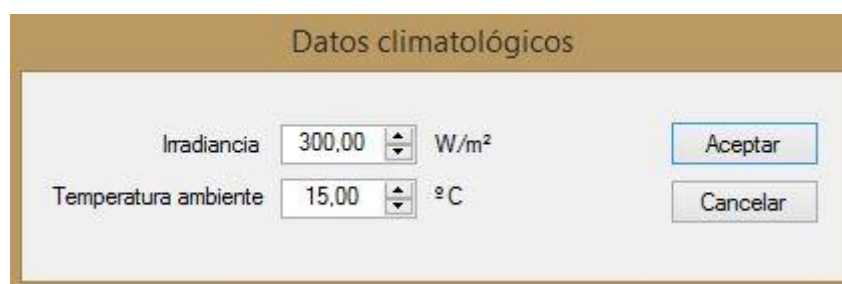 Datos climatológicos
Irradiancia 300,00 W/m² Aceptar
Temperatura ambiente 15,00 ºC Cancelar